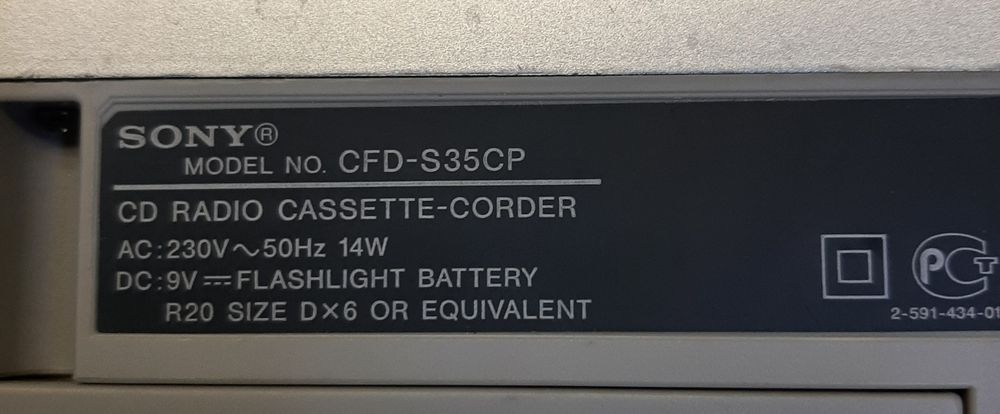 SONY®
MODEL NO. CFD-S35CP
CD RADIO CASSETTE-CORDER
AC:230V～50Hz 14W
DC:9V⎓FLASHLIGHT BATTERY
R20 SIZE D×6 OR EQUIVALENT
PCT
2-591-434-01